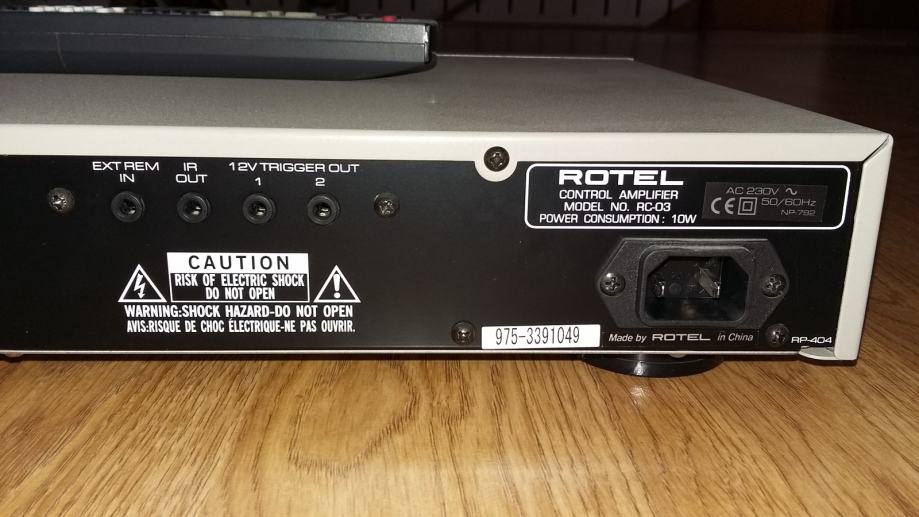 EXT REM
IN
IR
OUT
12V TRIGGER OUT
1
2
ROTEL
CONTROL AMPLIFIER
MODEL NO. RC-03
POWER CONSUMPTION : 10W
AC 230V ~
CE 50/60Hz
NP-792
CAUTION
RISK OF ELECTRIC SHOCK
DO NOT OPEN
WARNING:SHOCK HAZARD-DO NOT OPEN
AVIS:RISQUE DE CHOC ÉLECTRIQUE-NE PAS OUVRIR.
975-3391049
Made by ROTEL in China
RP-404